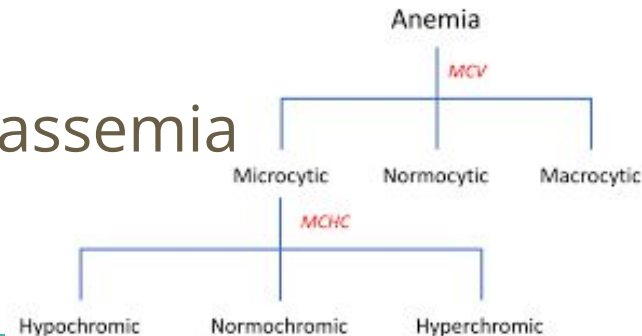 Anemia
MCV
assemia
Microcytic Normocytic Macrocytic
MCHC
Hypochromic Normochromic Hyperchromic